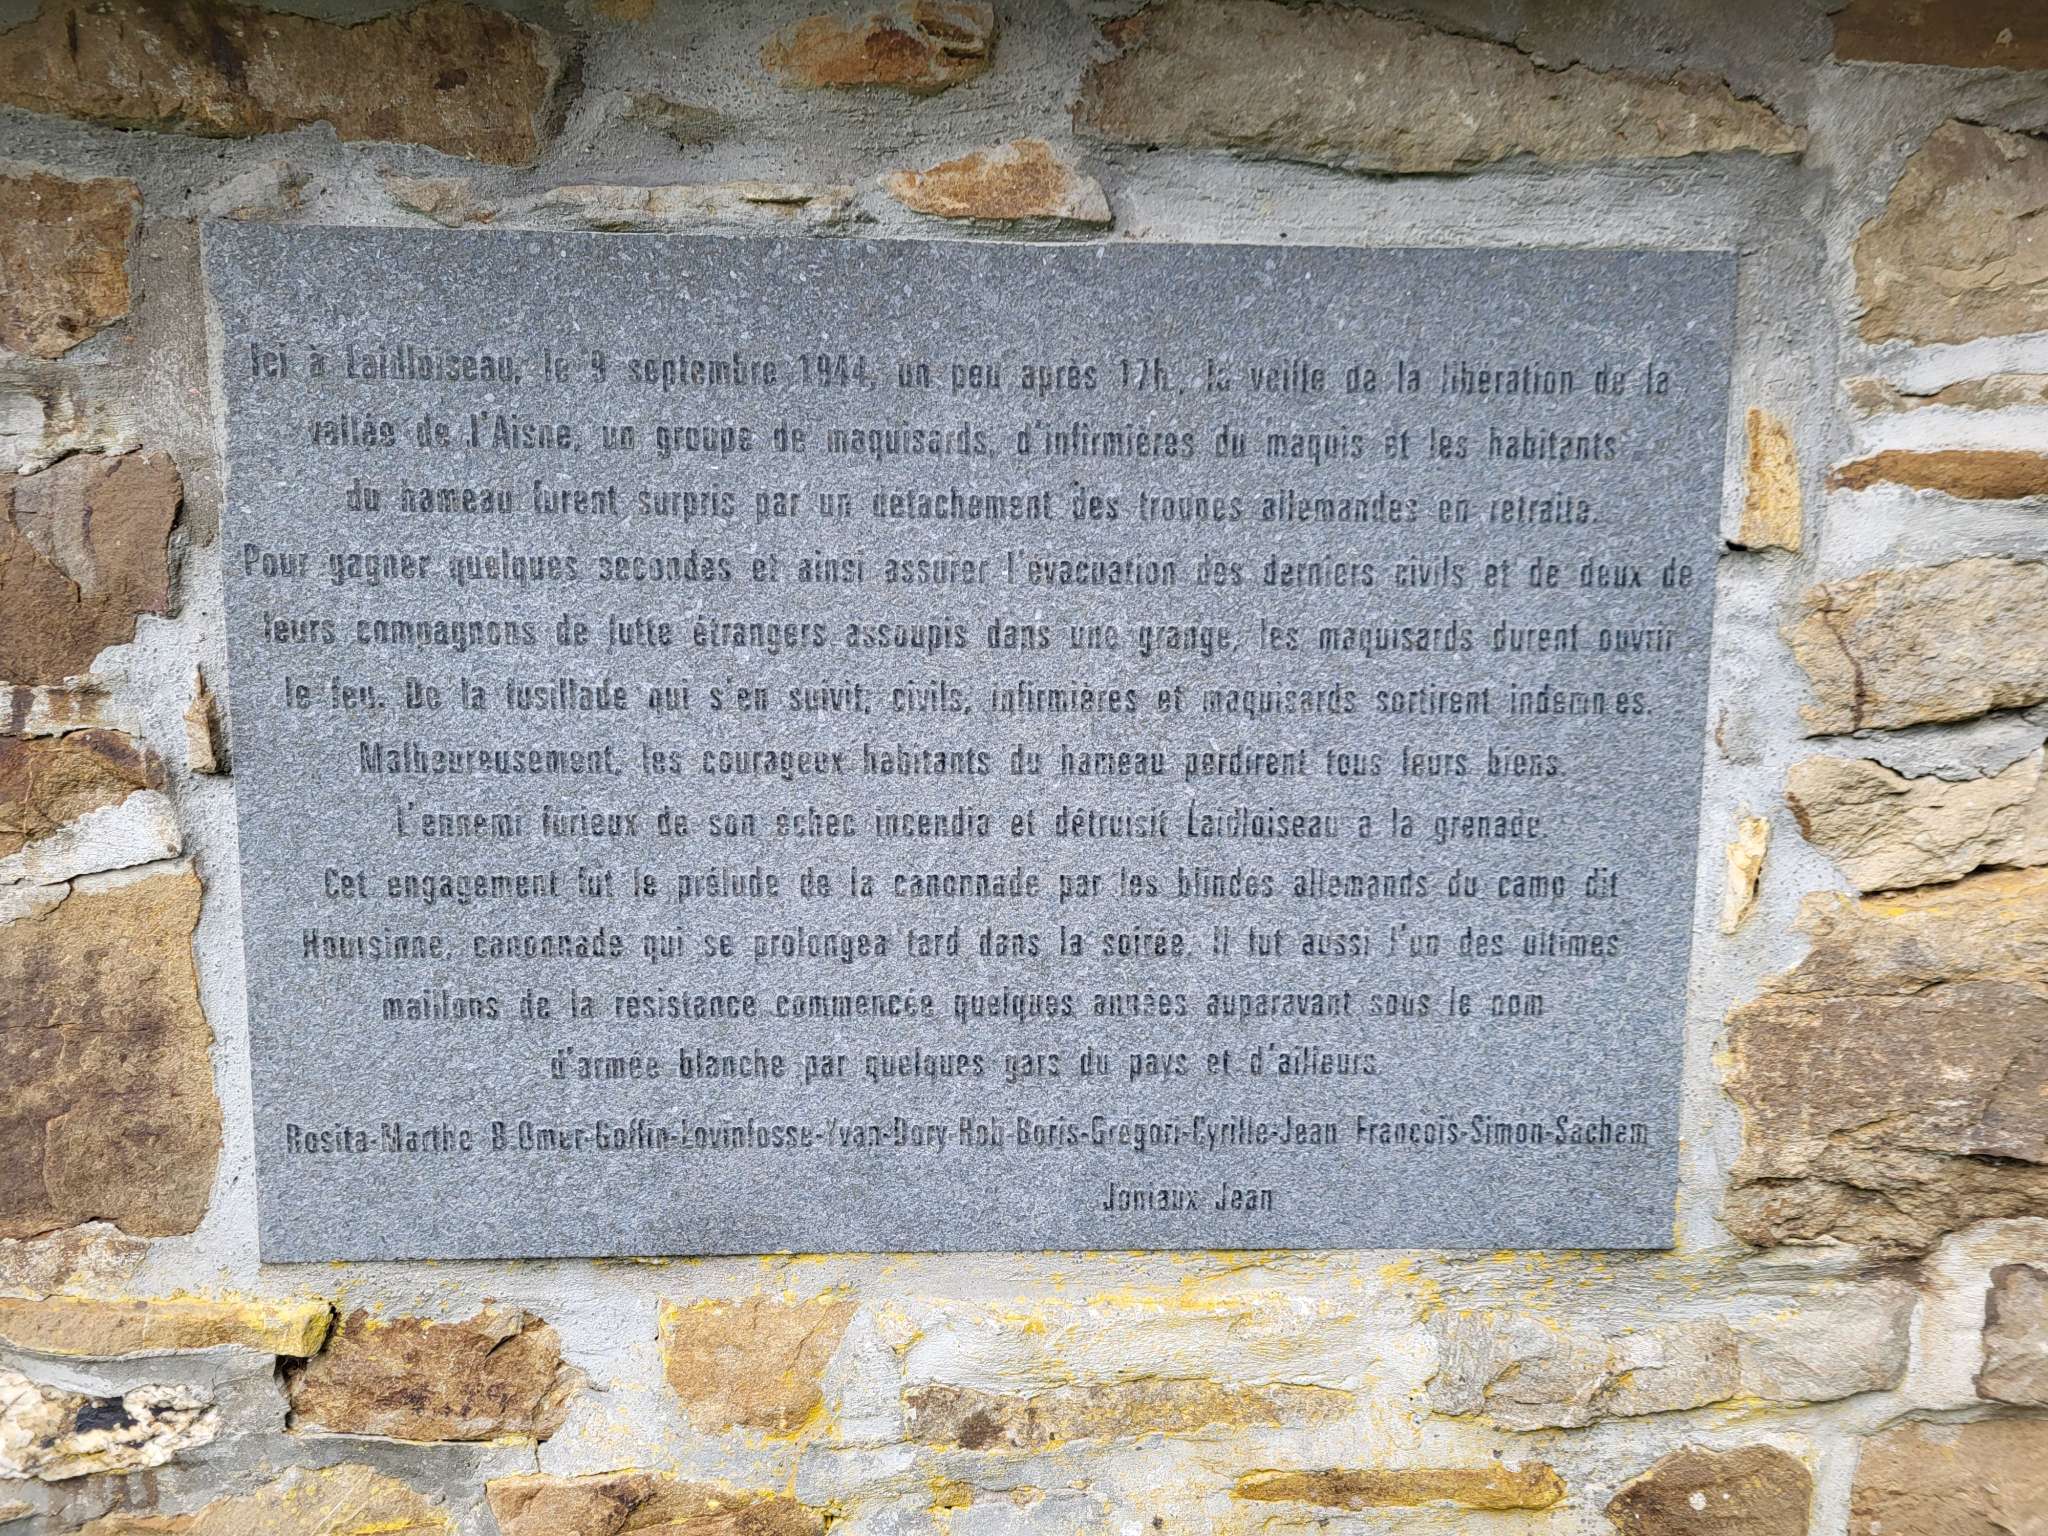 Ici à Laidloiseau, le 9 septembre 1944, un peu après 17h, la veille de la libération de la
vallée de l'Aisne, un groupe de maquisards, d'infirmières du maquis et les habitants
du hameau furent surpris par un détachement des troupes allemandes en retraite.
Pour gagner quelques secondes et ainsi assurer l'évacuation des derniers civils et de deux de
leurs compagnons de lutte étrangers assoupis dans une grange, les maquisards durent ouvrir
le feu. De la fusillade qui s'en suivit, civils, infirmières et maquisards sortirent indemnes.
Malheureusement, les courageux habitants du hameau perdirent tous leurs biens.
L'ennemi furieux de son échec incendia et détruisit Laidloiseau a la grenade.
Cet engagement fut le prélude de la canonnade par les blindés allemands du camp dit
Housinne, canonnade qui se prolongea tard dans la soirée. Il fut aussi l'un des ultimes
maillons de la résistance commencée quelques années auparavant sous le nom
d'armée blanche par quelques gars du pays et d'ailleurs.
Rosita-Marthe B.Omer-Goffin-Lovinfosse-Yvan-Dory-Rob-Boris-Gregori-Cyrille-Jean François-Simon-Sachem
Joniaux Jean